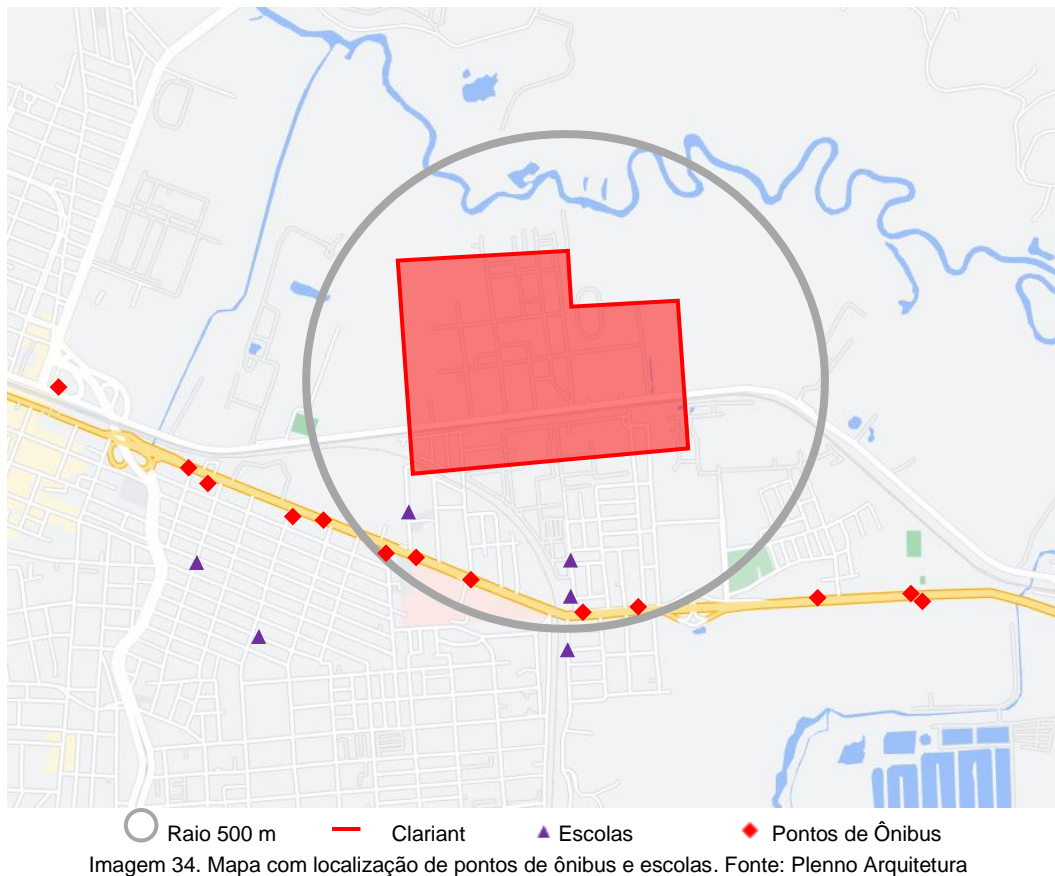 Raio 500 m Clariant Escolas Pontos de Ônibus
Imagem 34. Mapa com localização de pontos de ônibus e escolas. Fonte: Plenno Arquitetura